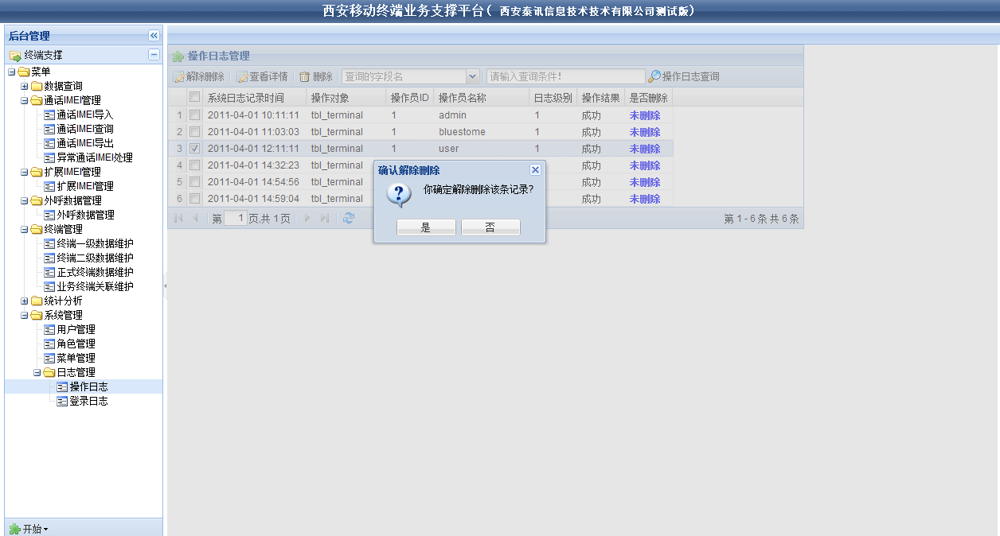 西安移动终端业务支撑平台( 西安泰讯信息技术技术有限公司测试版)
后台管理
终端支撑
菜单
数据查询
通话IMEI管理
通话IMEI导入
通话IMEI查询
通话IMEI导出
异常通话IMEI处理
扩展IMEI管理
扩展IMEI管理
外呼数据管理
外呼数据管理
终端管理
终端一级数据维护
终端二级数据维护
正式终端数据维护
业务终端关联维护
统计分析
系统管理
用户管理
角色管理
菜单管理
日志管理
操作日志
登录日志
开始
操作日志管理
解除删除 查看详情 删除 查询的字段名 请输入查询条件! 操作日志查询
系统日志记录时间 操作对象 操作员ID 操作员名称 日志级别 操作结果 是否删除
1 2011-04-01 10:11:11 tbl_terminal 1 admin 1 成功 未删除
2 2011-04-01 11:03:03 tbl_terminal 1 bluestome 1 成功 未删除
3 2011-04-01 12:11:11 tbl_terminal 1 user 1 成功 未删除
4 2011-04-01 14:32:23 tbl_terminal 成功 未删除
5 2011-04-01 14:54:56 tbl_terminal 成功 未删除
6 2011-04-01 14:59:04 tbl_terminal 成功 未删除
第 1 页,共 1 页 第 1 - 6 条 共 6 条
确认解除删除
你确定解除删除该条记录?
是 否